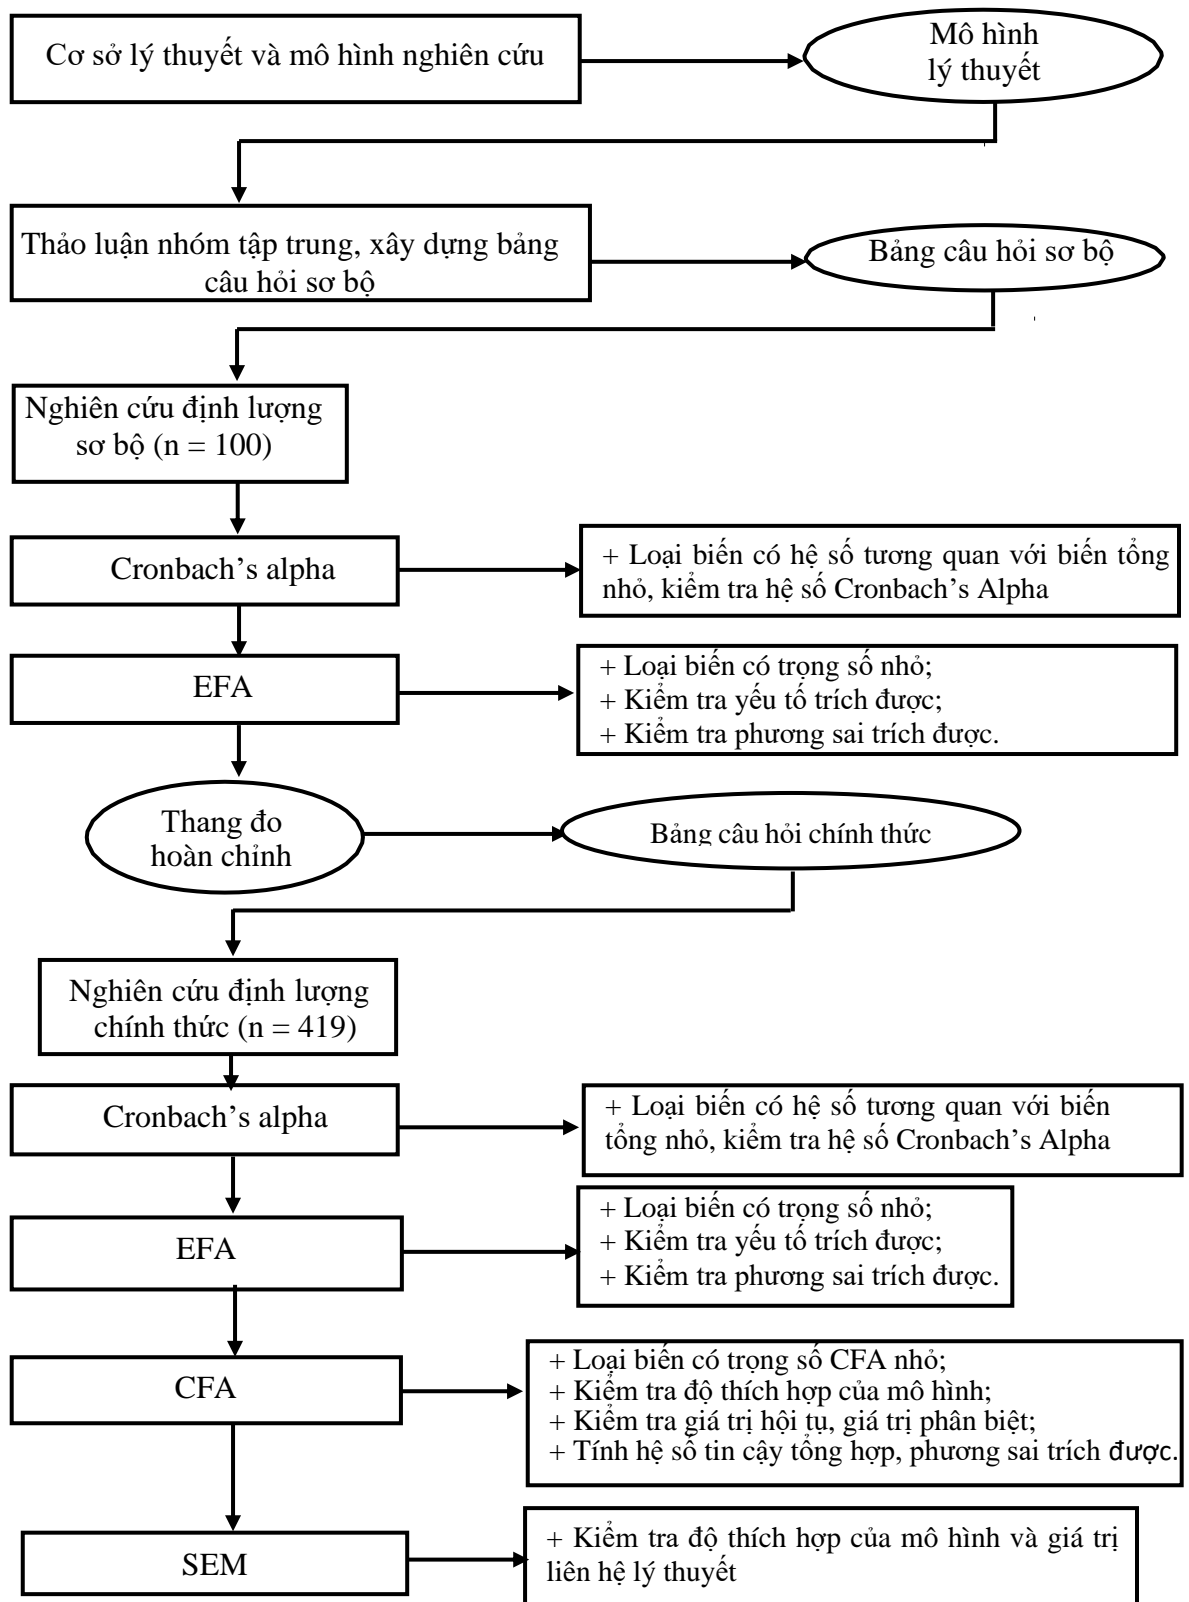 Cơ sở lý thuyết và mô hình nghiên cứu
Mô hình
lý thuyết
Thảo luận nhóm tập trung, xây dựng bảng
câu hỏi sơ bộ
Bảng câu hỏi sơ bộ
Nghiên cứu định lượng
sơ bộ (n = 100)
Cronbach’s alpha
+ Loại biến có hệ số tương quan với biến tổng
nhỏ, kiểm tra hệ số Cronbach’s Alpha
EFA
+ Loại biến có trọng số nhỏ;
+ Kiểm tra yếu tố trích được;
+ Kiểm tra phương sai trích được.
Thang đo
hoàn chỉnh
Bảng câu hỏi chính thức
Nghiên cứu định lượng
chính thức (n = 419)
Cronbach’s alpha
+ Loại biến có hệ số tương quan với biến
tổng nhỏ, kiểm tra hệ số Cronbach’s Alpha
EFA
+ Loại biến có trọng số nhỏ;
+ Kiểm tra yếu tố trích được;
+ Kiểm tra phương sai trích được.
CFA
+ Loại biến có trọng số CFA nhỏ;
+ Kiểm tra độ thích hợp của mô hình;
+ Kiểm tra giá trị hội tụ, giá trị phân biệt;
+ Tính hệ số tin cậy tổng hợp, phương sai trích được.
SEM
+ Kiểm tra độ thích hợp của mô hình và giá trị
liên hệ lý thuyết